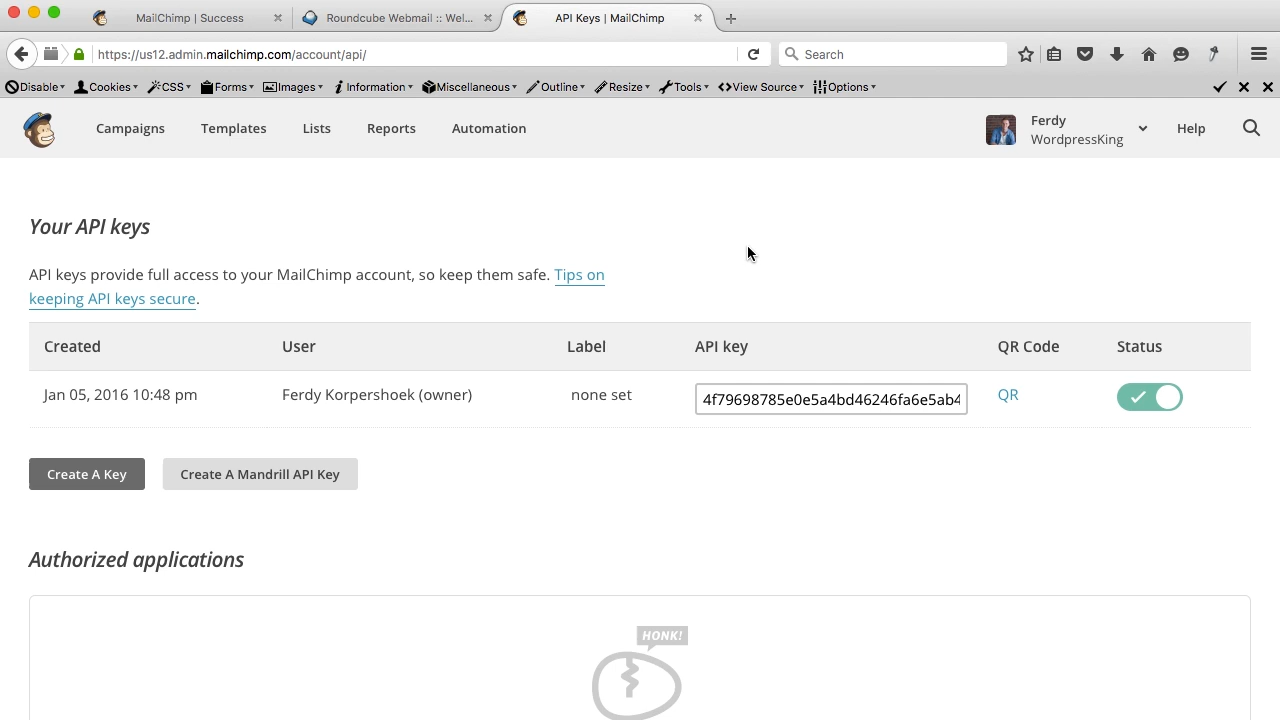 MailChimp | Success
Roundcube Webmail :: Wel...
API Keys | MailChimp
https://us12.admin.mailchimp.com/account/api/
Search
Disable Cookies CSS Forms Images Information Miscellaneous Outline Resize Tools View Source Options
Campaigns Templates Lists Reports Automation
Ferdy
WordpressKing
Help
Your API keys
API keys provide full access to your MailChimp account, so keep them safe. Tips on
keeping API keys secure.
Created User Label API key QR Code Status
Jan 05, 2016 10:48 pm Ferdy Korpershoek (owner) none set 4f79698785e0e5a4bd46246fa6e5ab4 QR
Create A Key Create A Mandrill API Key
Authorized applications
HONK!